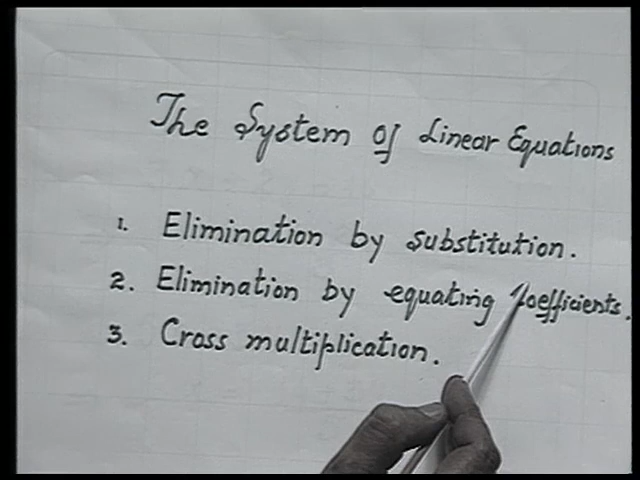 The System of Linear Equations
1. Elimination by substitution.
2. Elimination by equating coefficients.
3. Cross multiplication.